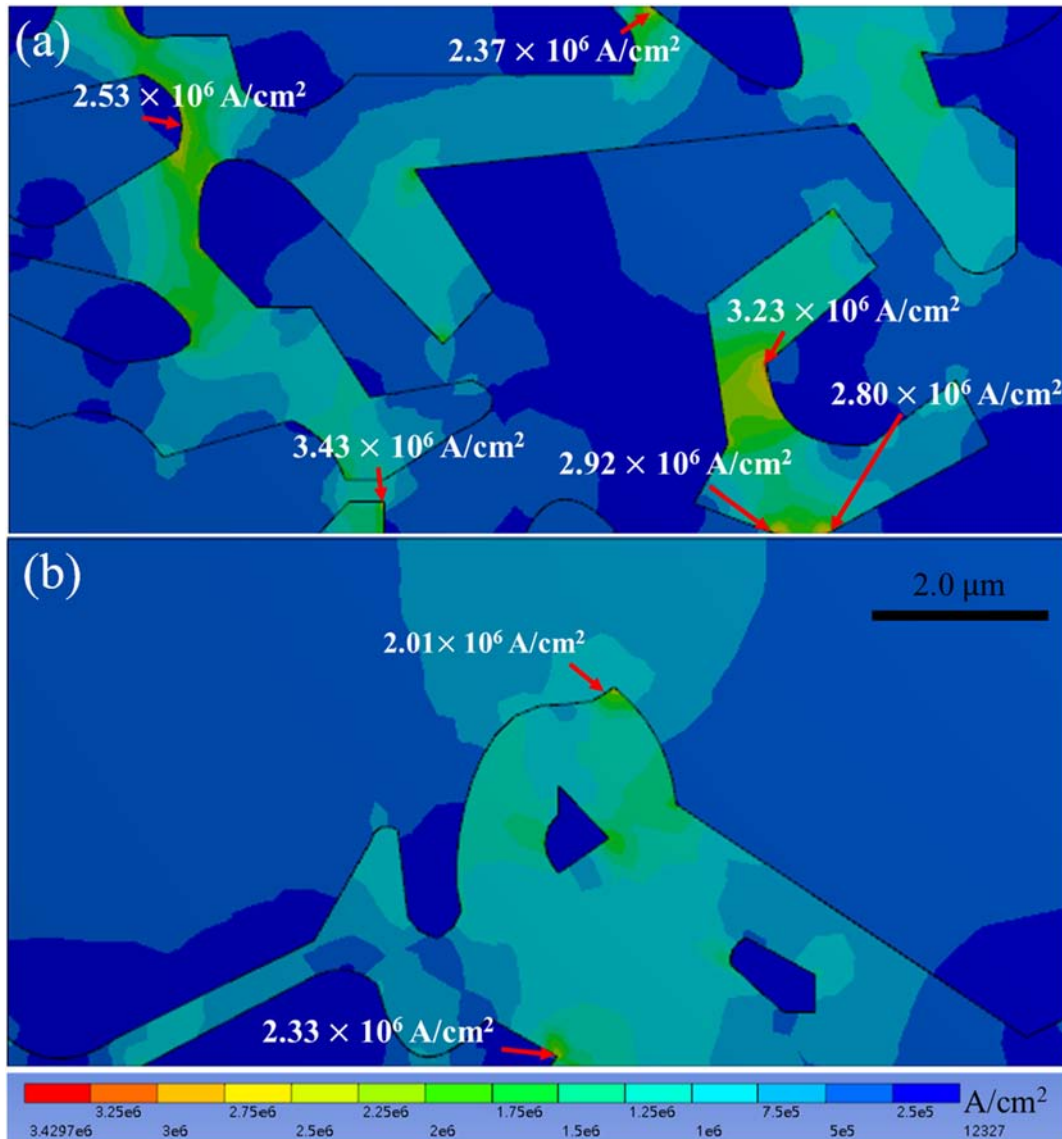 (a)
2.37 × 10⁶ A/cm²
2.53 × 10⁶ A/cm²
3.23 × 10⁶ A/cm²
2.80 × 10⁶ A/cm²
3.43 × 10⁶ A/cm²
2.92 × 10⁶ A/cm²
(b)
2.0 μm
2.01× 10⁶ A/cm²
2.33 × 10⁶ A/cm²
A/cm²
3.25e6 2.75e6 2.25e6 1.75e6 1.25e6 7.5e5 2.5e5
3.4297e6 3e6 2.5e6 2e6 1.5e6 1e6 5e5 12327